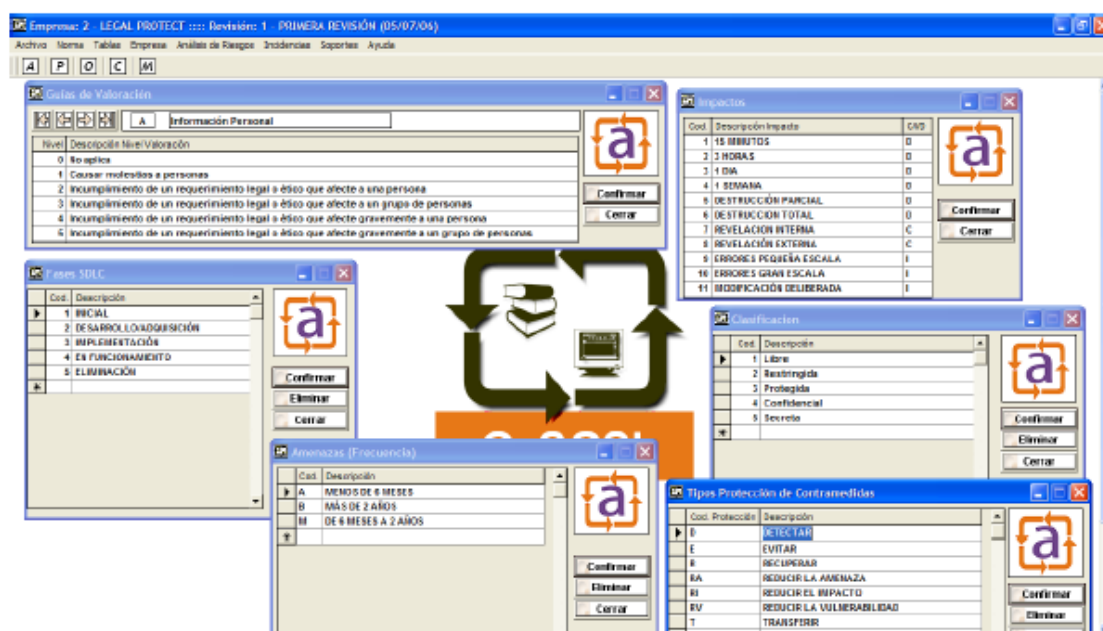 Empresa: 2 - LEGAL PROTECT :::: Revisión: 1 - PRIMERA REVISIÓN (05/07/06)
Archivo Norma Tablas Empresa Análisis de Riesgos Incidencias Soportes Ayuda
A P O C M
Guías de Valoración
A Información Personal
Nivel Descripción Nivel Valoración
0 No aplica
1 Causar molestias a personas
2 Incumplimiento de un requerimiento legal o ético que afecte a una persona
3 Incumplimiento de un requerimiento legal o ético que afecte a un grupo de personas
4 Incumplimiento de un requerimiento legal o ético que afecte gravemente a una persona
5 Incumplimiento de un requerimiento legal o ético que afecte gravemente a un grupo de personas
a
Confirmar
Cerrar
Impactos
Cod. Descripción Impacto C/I/D
1 15 MINUTOS D
2 3 HORAS D
3 1 DIA D
4 1 SEMANA D
5 DESTRUCCIÓN PARCIAL D
6 DESTRUCCIÓN TOTAL D
7 REVELACIÓN INTERNA C
8 REVELACIÓN EXTERNA C
9 ERRORES PEQUEÑA ESCALA I
10 ERRORES GRAN ESCALA I
11 MODIFICACIÓN DELIBERADA I
a
Confirmar
Cerrar
Fases SDLC
Cod. Descripción
1 INICIAL
2 DESARROLLO/ADQUISICIÓN
3 IMPLEMENTACIÓN
4 EN FUNCIONAMIENTO
5 ELIMINACIÓN
a
Confirmar
Eliminar
Cerrar
Clasificacion
Cod. Descripción
1 Libre
2 Restringida
3 Protegida
4 Confidencial
5 Secreta
a
Confirmar
Eliminar
Cerrar
Amenazas (Frecuencia)
Cod. Descripción
A MENOS DE 6 MESES
B MÁS DE 2 AÑOS
M DE 6 MESES A 2 AÑOS
a
Confirmar
Eliminar
Cerrar
Tipos Protección de Contramedidas
Cod. Protección Descripción
D DETECTAR
E EVITAR
R RECUPERAR
RA REDUCIR LA AMENAZA
RI REDUCIR EL IMPACTO
RV REDUCIR LA VULNERABILIDAD
T TRANSFERIR
a
Confirmar
Eliminar